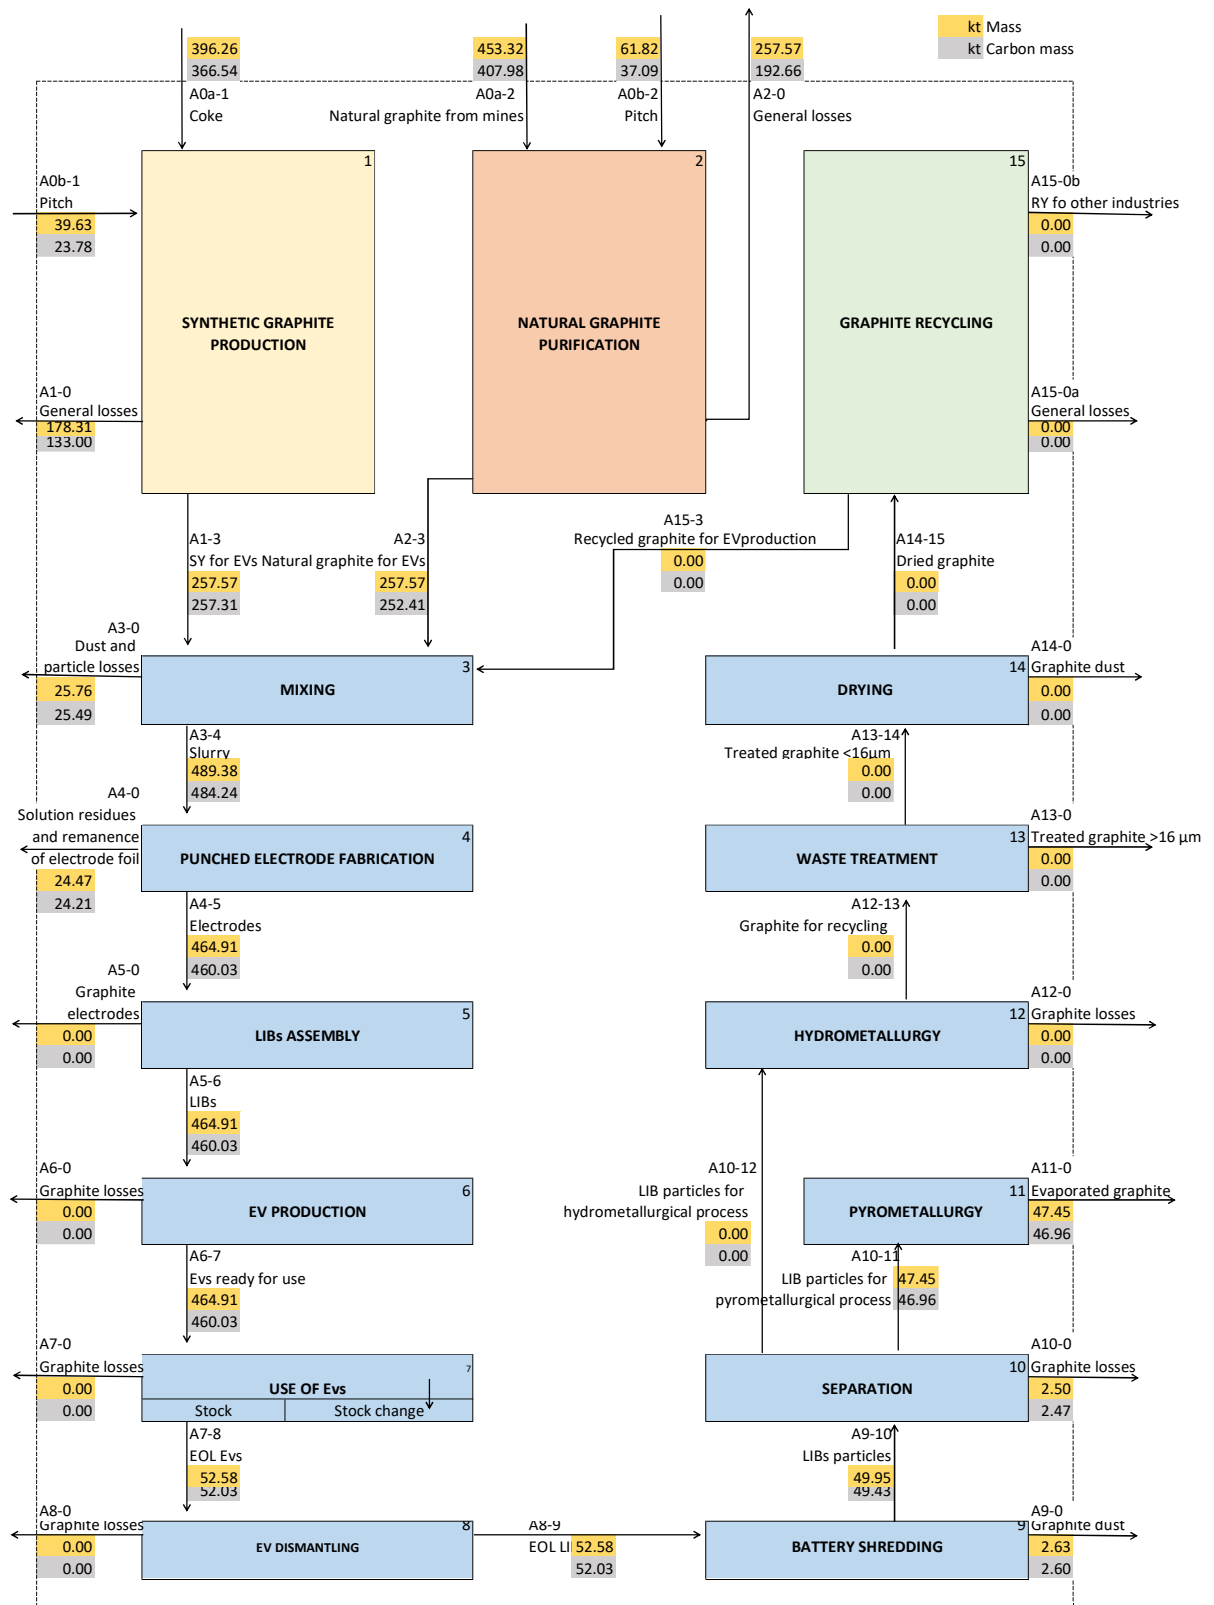 396.26
366.54
A0a-1
Coke
453.32
407.98
A0a-2
Natural graphite from mines
61.82
37.09
A0b-2
Pitch
257.57
192.66
A2-0
General losses
kt Mass
kt Carbon mass
A0b-1
Pitch
39.63
23.78
1
SYNTHETIC GRAPHITE
PRODUCTION
2
NATURAL GRAPHITE
PURIFICATION
15
GRAPHITE RECYCLING
A15-0b
RY fo other industries
0.00
0.00
A1-0
General losses
178.31
133.00
A15-0a
General losses
0.00
0.00
A1-3
SY for EVs
257.57
257.31
A2-3
Natural graphite for EVs
257.57
252.41
A15-3
Recycled graphite for EVproduction
0.00
0.00
A14-15
Dried graphite
0.00
0.00
A3-0
Dust and
particle losses
25.76
25.49
3
MIXING
14
DRYING
A14-0
Graphite dust
0.00
0.00
A3-4
Slurry
489.38
484.24
A13-14
Treated graphite <16µm
0.00
0.00
A4-0
Solution residues
and remanence
of electrode foil
24.47
24.21
4
PUNCHED ELECTRODE FABRICATION
13
WASTE TREATMENT
A13-0
Treated graphite >16 µm
0.00
0.00
A4-5
Electrodes
464.91
460.03
A12-13
Graphite for recycling
0.00
0.00
A5-0
Graphite
electrodes
0.00
0.00
5
LIBs ASSEMBLY
12
HYDROMETALLURGY
A12-0
Graphite losses
0.00
0.00
A5-6
LIBs
464.91
460.03
A10-12
LIB particles for
hydrometallurgical process
0.00
0.00
A6-0
Graphite losses
0.00
0.00
6
EV PRODUCTION
11
PYROMETALLURGY
A11-0
Evaporated graphite
47.45
46.96
A6-7
Evs ready for use
464.91
460.03
A10-11
LIB particles for
pyrometallurgical process
47.45
46.96
A7-0
Graphite losses
0.00
0.00
7
USE OF Evs
Stock
Stock change
10
SEPARATION
A10-0
Graphite losses
2.50
2.47
A7-8
EOL Evs
52.58
52.03
A9-10
LIBs particles
49.95
49.43
A8-0
Graphite losses
0.00
0.00
8
EV DISMANTLING
A8-9
EOL LI
52.58
52.03
9
BATTERY SHREDDING
A9-0
Graphite dust
2.63
2.60